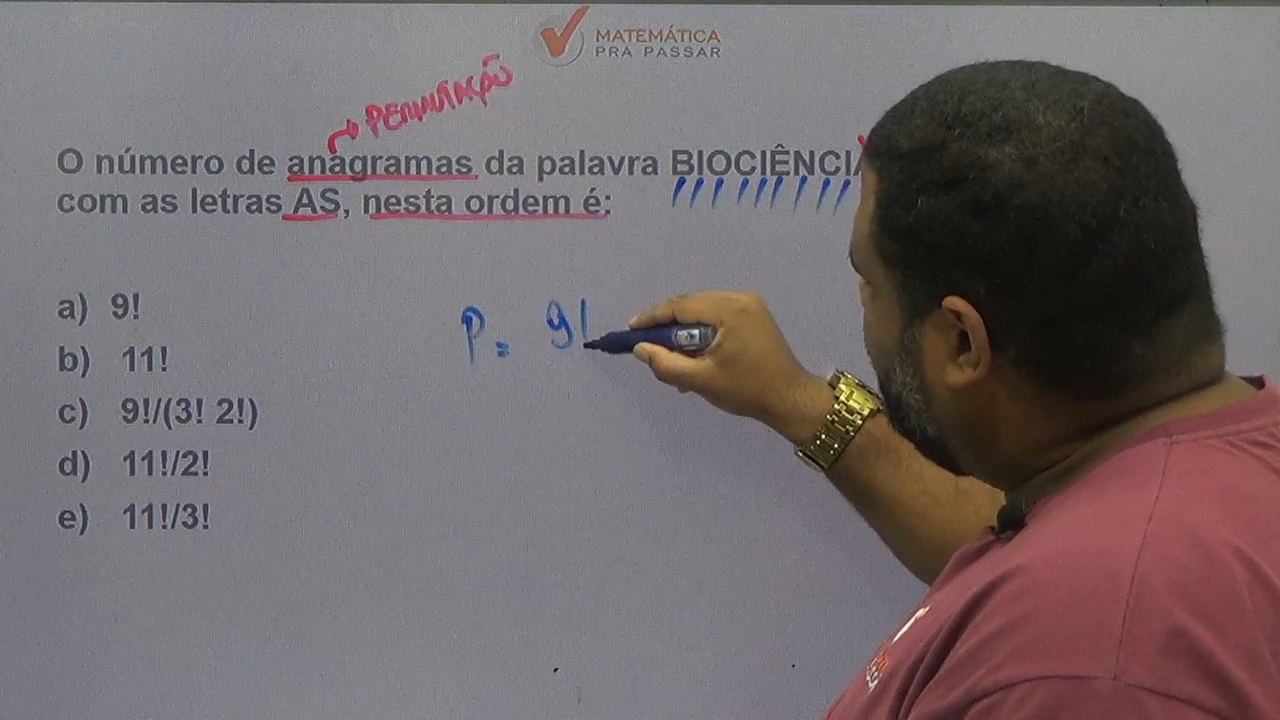 MATEMÁTICA
PRA PASSAR
PERMUTAÇÃO
O número de anagramas da palavra BIOCIÊNCIA
com as letras AS, nesta ordem é:
a) 9!
P = 9!
b) 11!
c) 9!/(3! 2!)
d) 11!/2!
e) 11!/3!